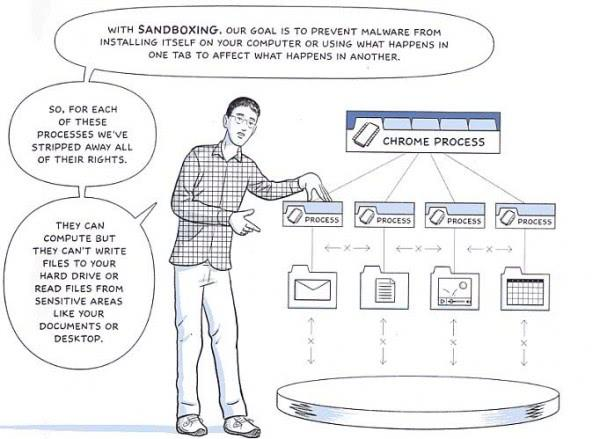 WITH SANDBOXING, OUR GOAL IS TO PREVENT MALWARE FROM
INSTALLING ITSELF ON YOUR COMPUTER OR USING WHAT HAPPENS IN
ONE TAB TO AFFECT WHAT HAPPENS IN ANOTHER.
SO, FOR EACH
OF THESE
PROCESSES WE'VE
STRIPPED AWAY ALL
OF THEIR RIGHTS.
THEY CAN
COMPUTE BUT
THEY CAN'T WRITE
FILES TO YOUR
HARD DRIVE OR
READ FILES FROM
SENSITIVE AREAS
LIKE YOUR
DOCUMENTS OR
DESKTOP.
CHROME PROCESS
PROCESS
PROCESS
PROCESS
PROCESS